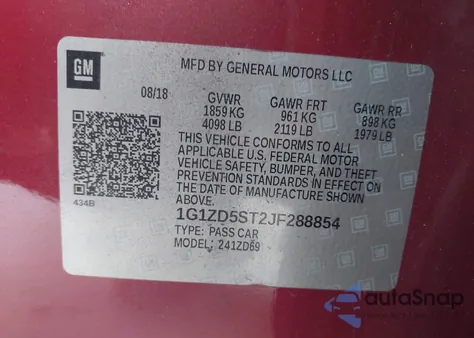 GM
MFD BY GENERAL MOTORS LLC
08/18 GVWR GAWR FRT GAWR RR
1859 KG 961 KG 898 KG
4098 LB 2119 LB 1979 LB
THIS VEHICLE CONFORMS TO ALL
APPLICABLE U.S. FEDERAL MOTOR
VEHICLE SAFETY, BUMPER, AND THEFT
PREVENTION STANDARDS IN EFFECT ON
THE DATE OF MANUFACTURE SHOWN
ABOVE.
434B
1G1ZD5ST2JF288854
TYPE: PASS CAR
MODEL: 241ZD69
autoSnap